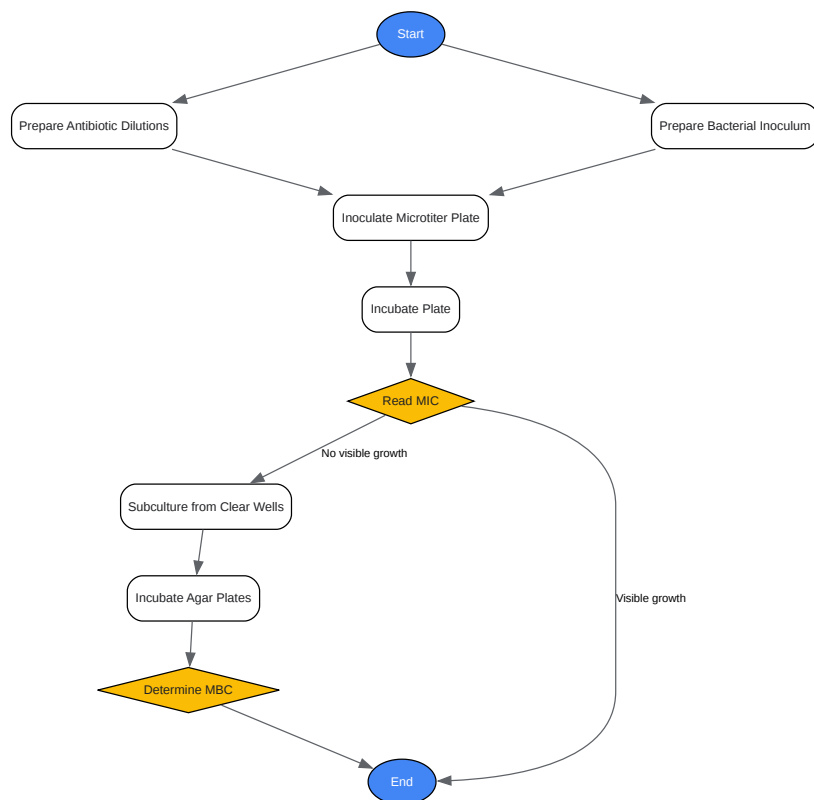 Start
Prepare Antibiotic Dilutions
Prepare Bacterial Inoculum
Inoculate Microtiter Plate
Incubate Plate
Read MIC
No visible growth
Subculture from Clear Wells
Incubate Agar Plates
Visible growth
Determine MBC
End